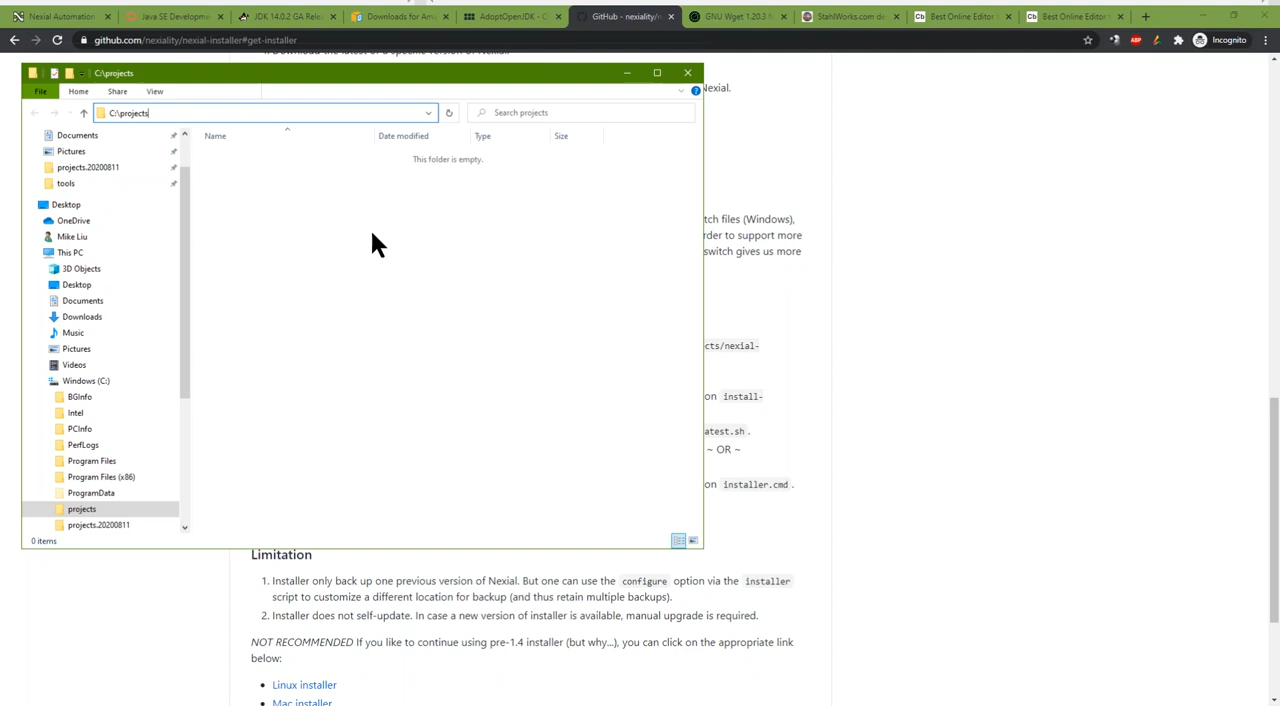 Nexial Automation
Java SE Developme
JDK 14.0.2 GA Relea
Downloads for Ama
AdoptOpenJDK - O
GitHub - nexiality/n
GNU Wget 1.20.3 f
StahlWorks.com de
Best Online Editor
Best Online Editor
github.com/nexiality/nexial-installer#get-installer
ABP
Incognito
Nexial.
C:\projects
File
Home
Share
View
C:\projects
Search projects
Name
Date modified
Type
Size
This folder is empty.
Documents
Pictures
projects.20200811
tools
Desktop
OneDrive
Mike Liu
This PC
3D Objects
Desktop
Documents
Downloads
Music
Pictures
Videos
Windows (C:)
BGInfo
Intel
PCInfo
PerfLogs
Program Files
Program Files (x86)
ProgramData
projects
projects.20200811
0 items
tch files (Windows),
rder to support more
switch gives us more
cts/nexial-
on install-
atest.sh .
~ OR ~
on installer.cmd .
Limitation
1. Installer only back up one previous version of Nexial. But one can use the configure option via the installer
script to customize a different location for backup (and thus retain multiple backups).
2. Installer does not self-update. In case a new version of installer is available, manual upgrade is required.
NOT RECOMMENDED If you like to continue using pre-1.4 installer (but why...), you can click on the appropriate link
below:
• Linux installer
Mac installer